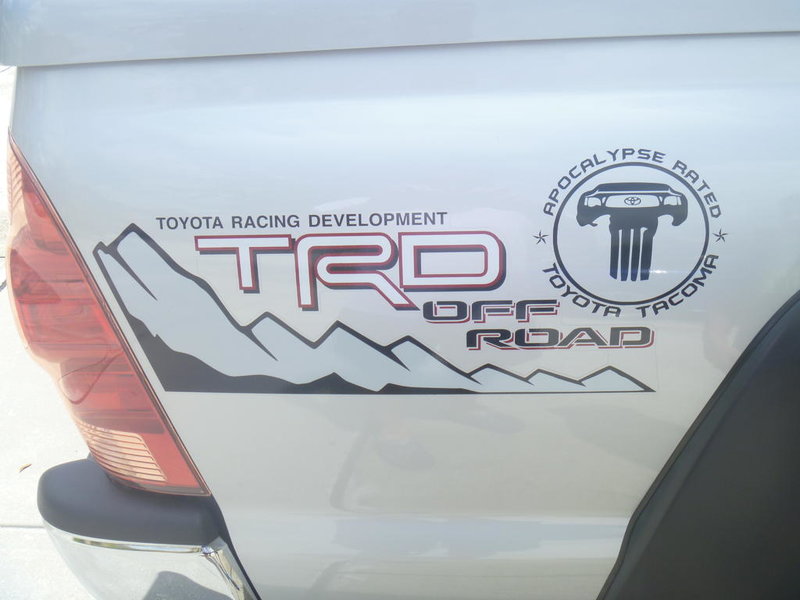 TOYOTA RACING DEVELOPMENT
TRD
OFF
ROAD
APOCALYPSE RATED
TOYOTA TACOMA